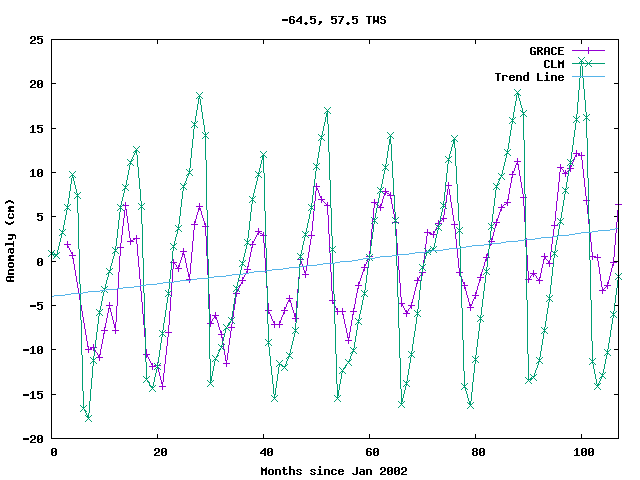 -64.5, 57.5 TWS
GRACE
CLM
Trend Line
25
20
15
10
5
0
-5
-10
-15
-20
Anomaly (cm)
0 20 40 60 80 100
Months since Jan 2002